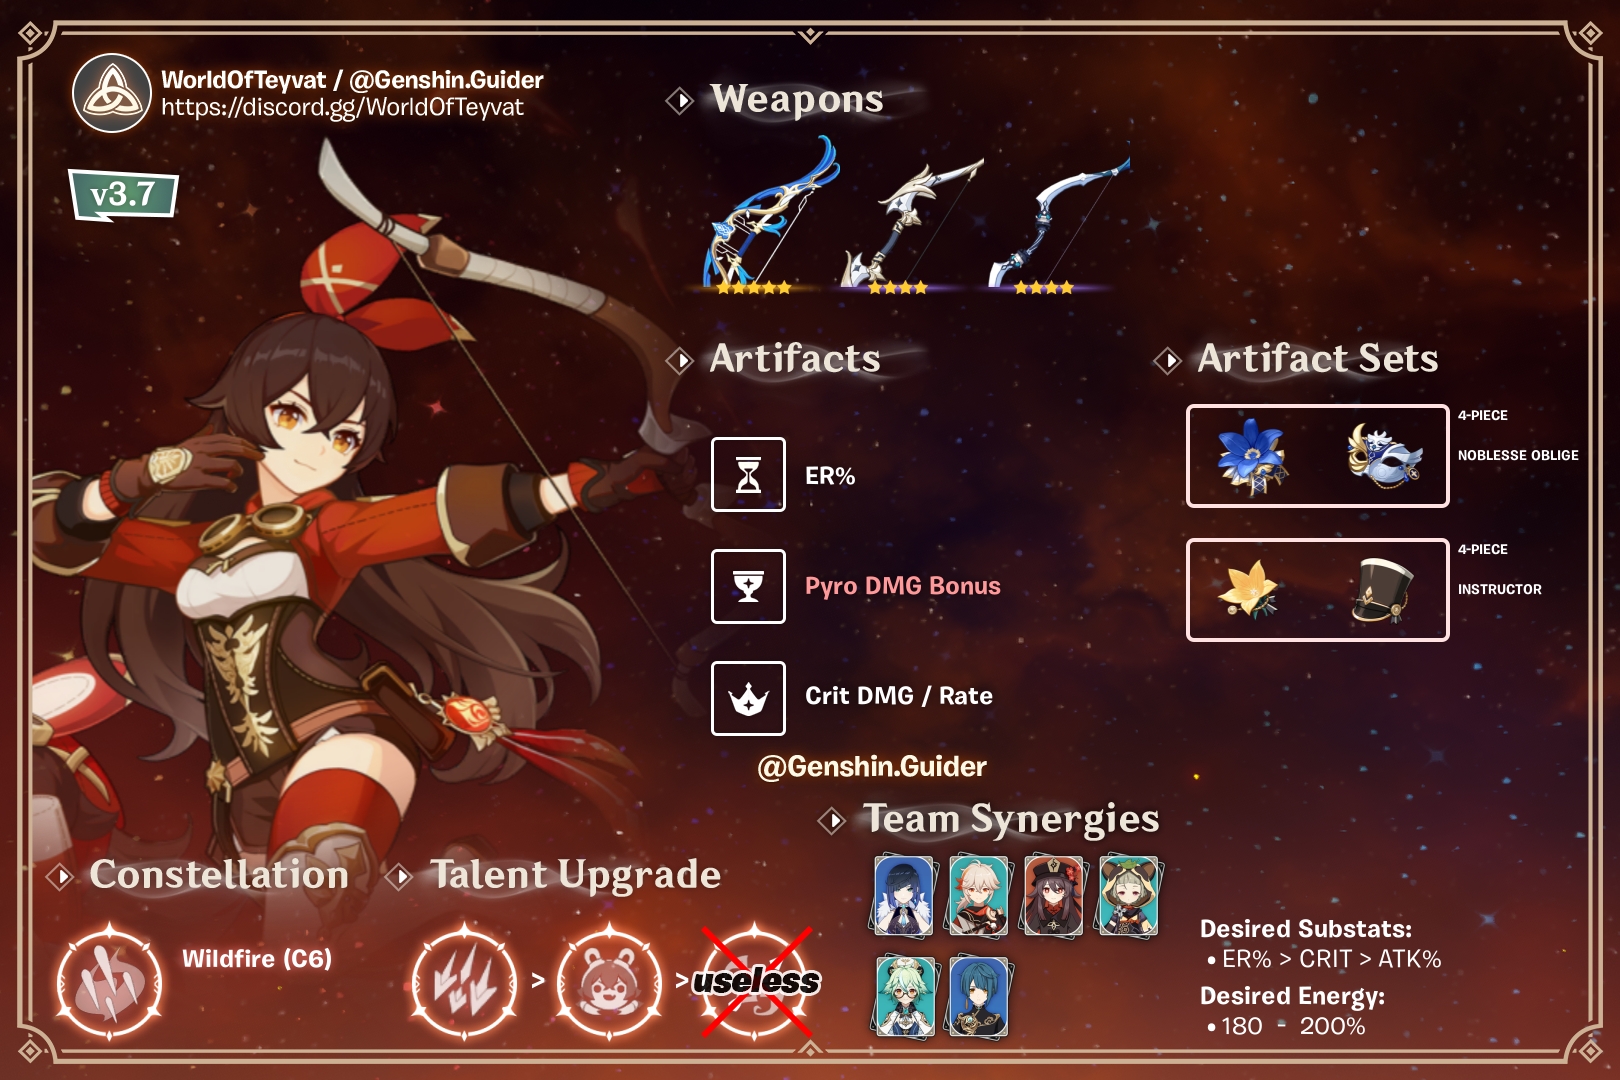 WorldOfTeyvat / @Genshin.Guider
https://discord.gg/WorldOfTeyvat
v3.7
Weapons
Artifacts
ER%
Pyro DMG Bonus
Crit DMG / Rate
@Genshin.Guider
Artifact Sets
4-PIECE
NOBLESSE OBLIGE
4-PIECE
INSTRUCTOR
Constellation
Wildfire (C6)
Talent Upgrade
> > useless
Team Synergies
Desired Substats:
• ER% > CRIT > ATK%
Desired Energy:
• 180 - 200%